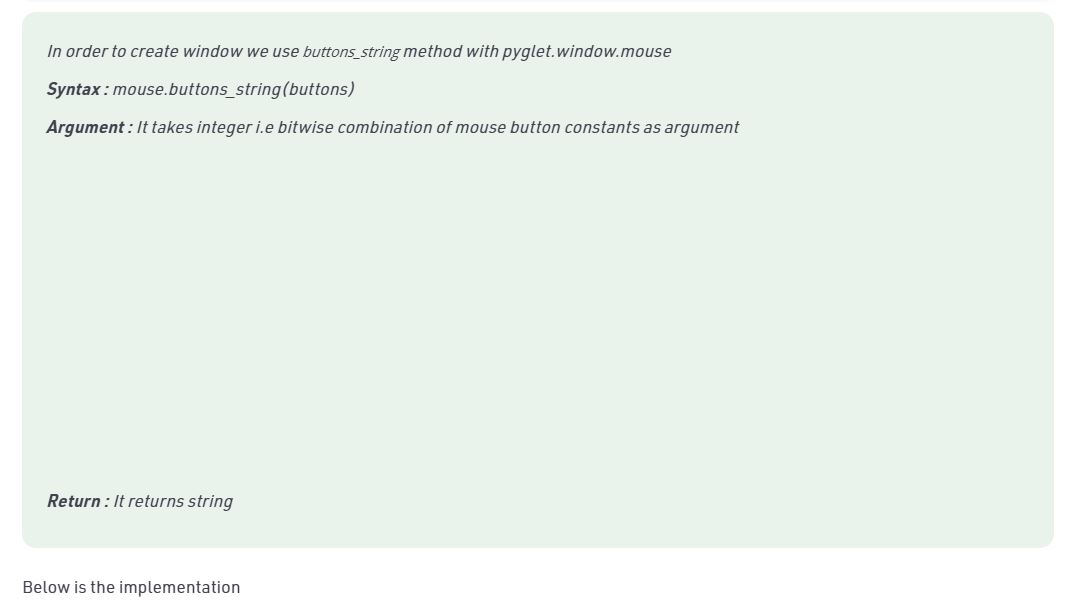 In order to create window we use buttons_string method with pyglet.window.mouse
Syntax : mouse.buttons_string(buttons)
Argument : It takes integer i.e bitwise combination of mouse button constants as argument
Return : It returns string
Below is the implementation